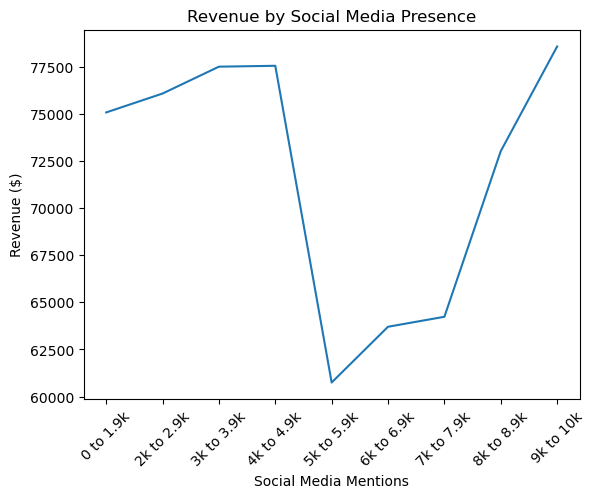 Revenue by Social Media Presence
77500
75000
72500
70000
67500
65000
62500
60000
Revenue ($)
0 to 1.9k
2k to 2.9k
3k to 3.9k
4k to 4.9k
5k to 5.9k
6k to 6.9k
7k to 7.9k
8k to 8.9k
9k to 10k
Social Media Mentions